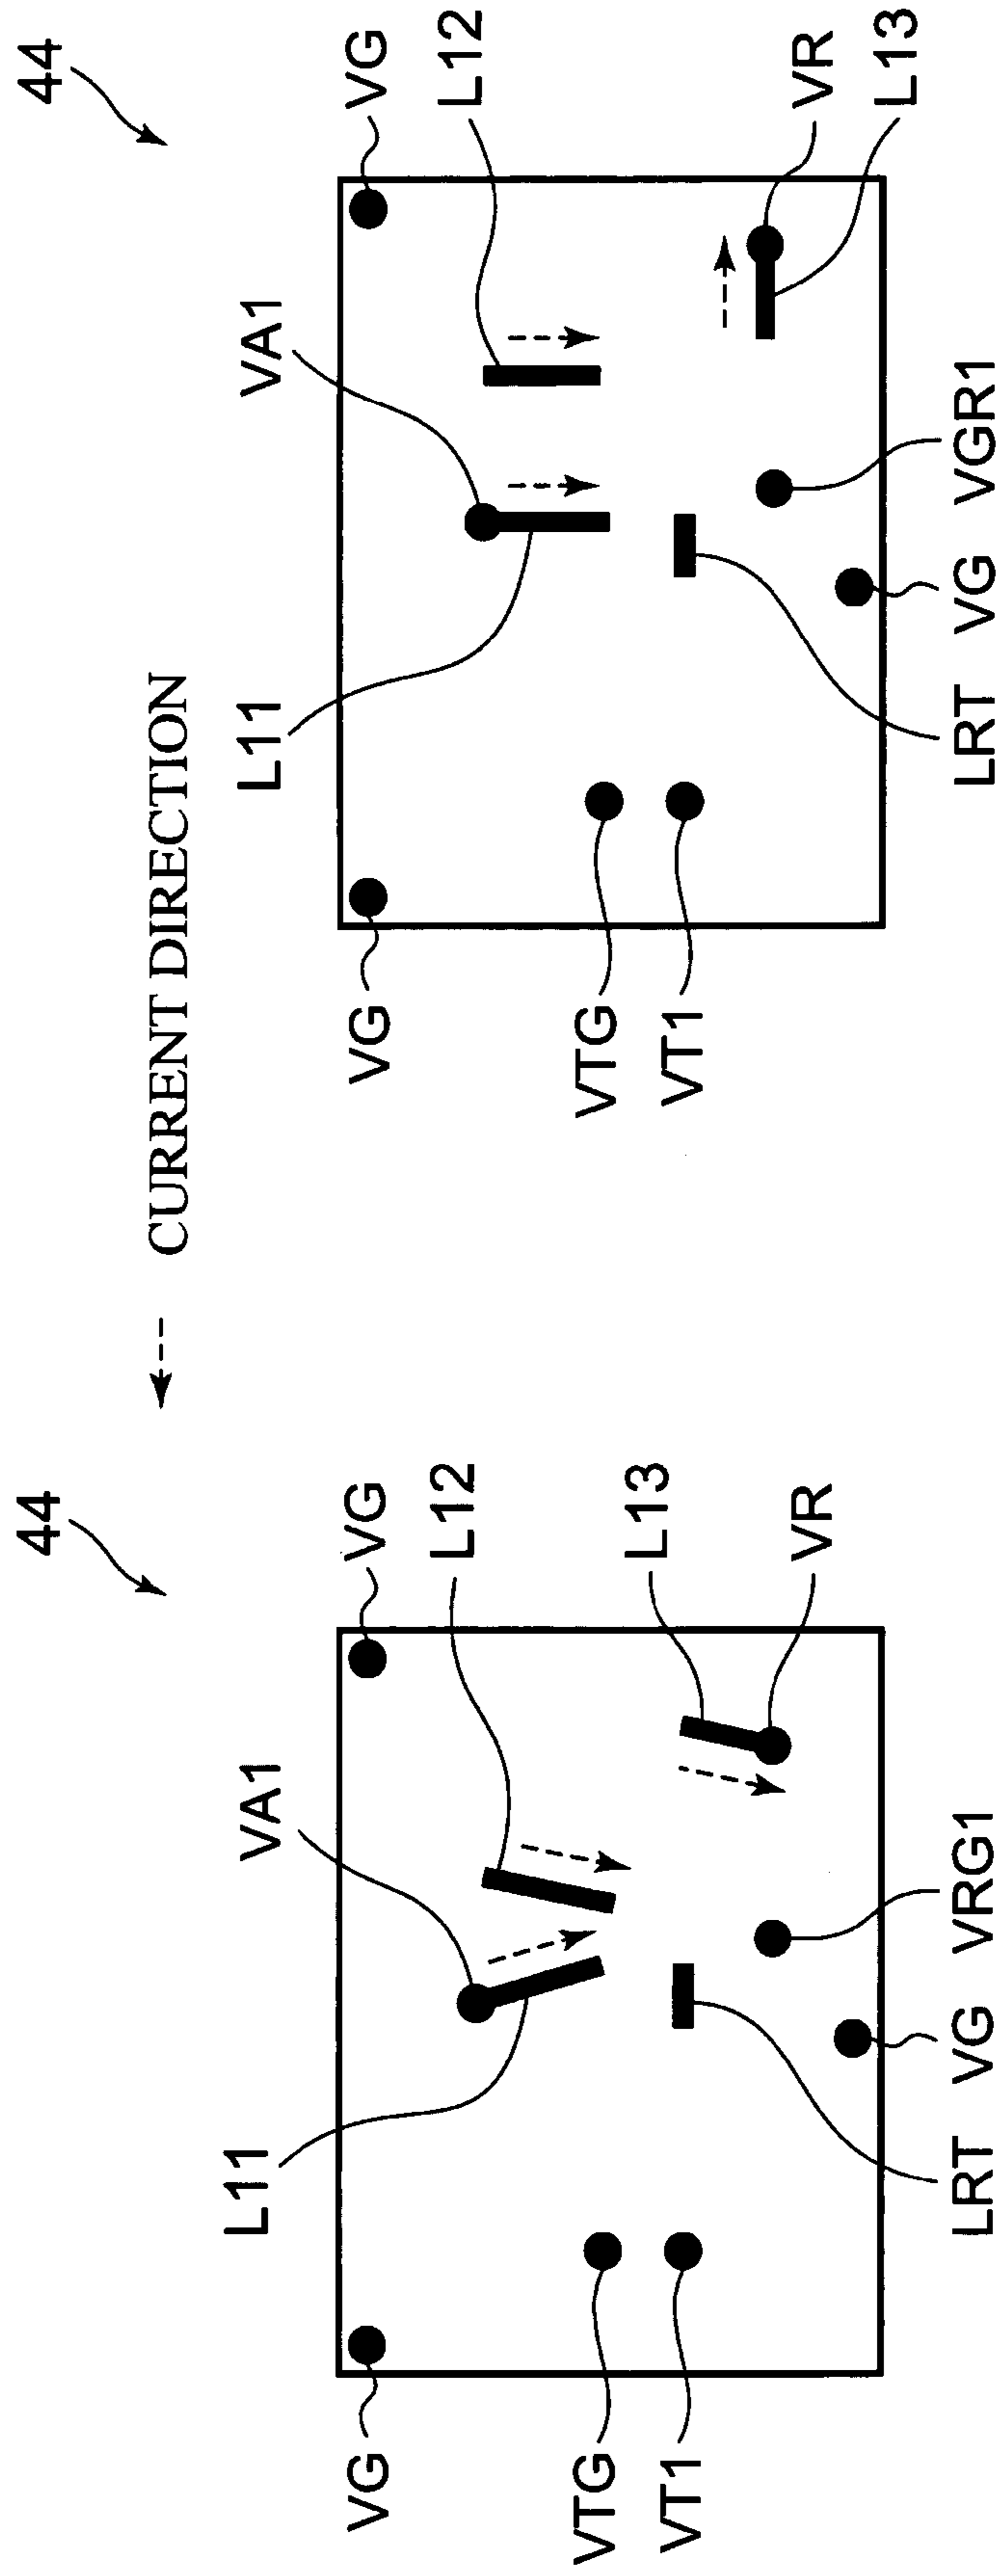 44
CURRENT DIRECTION
L11
VA1
VG
VG
L12
VTG
L13
VT1
VR
LRT
VG
VRG1
44
L11
VA1
VG
VG
L12
VTG
VT1
VR
L13
LRT
VG
VGR1